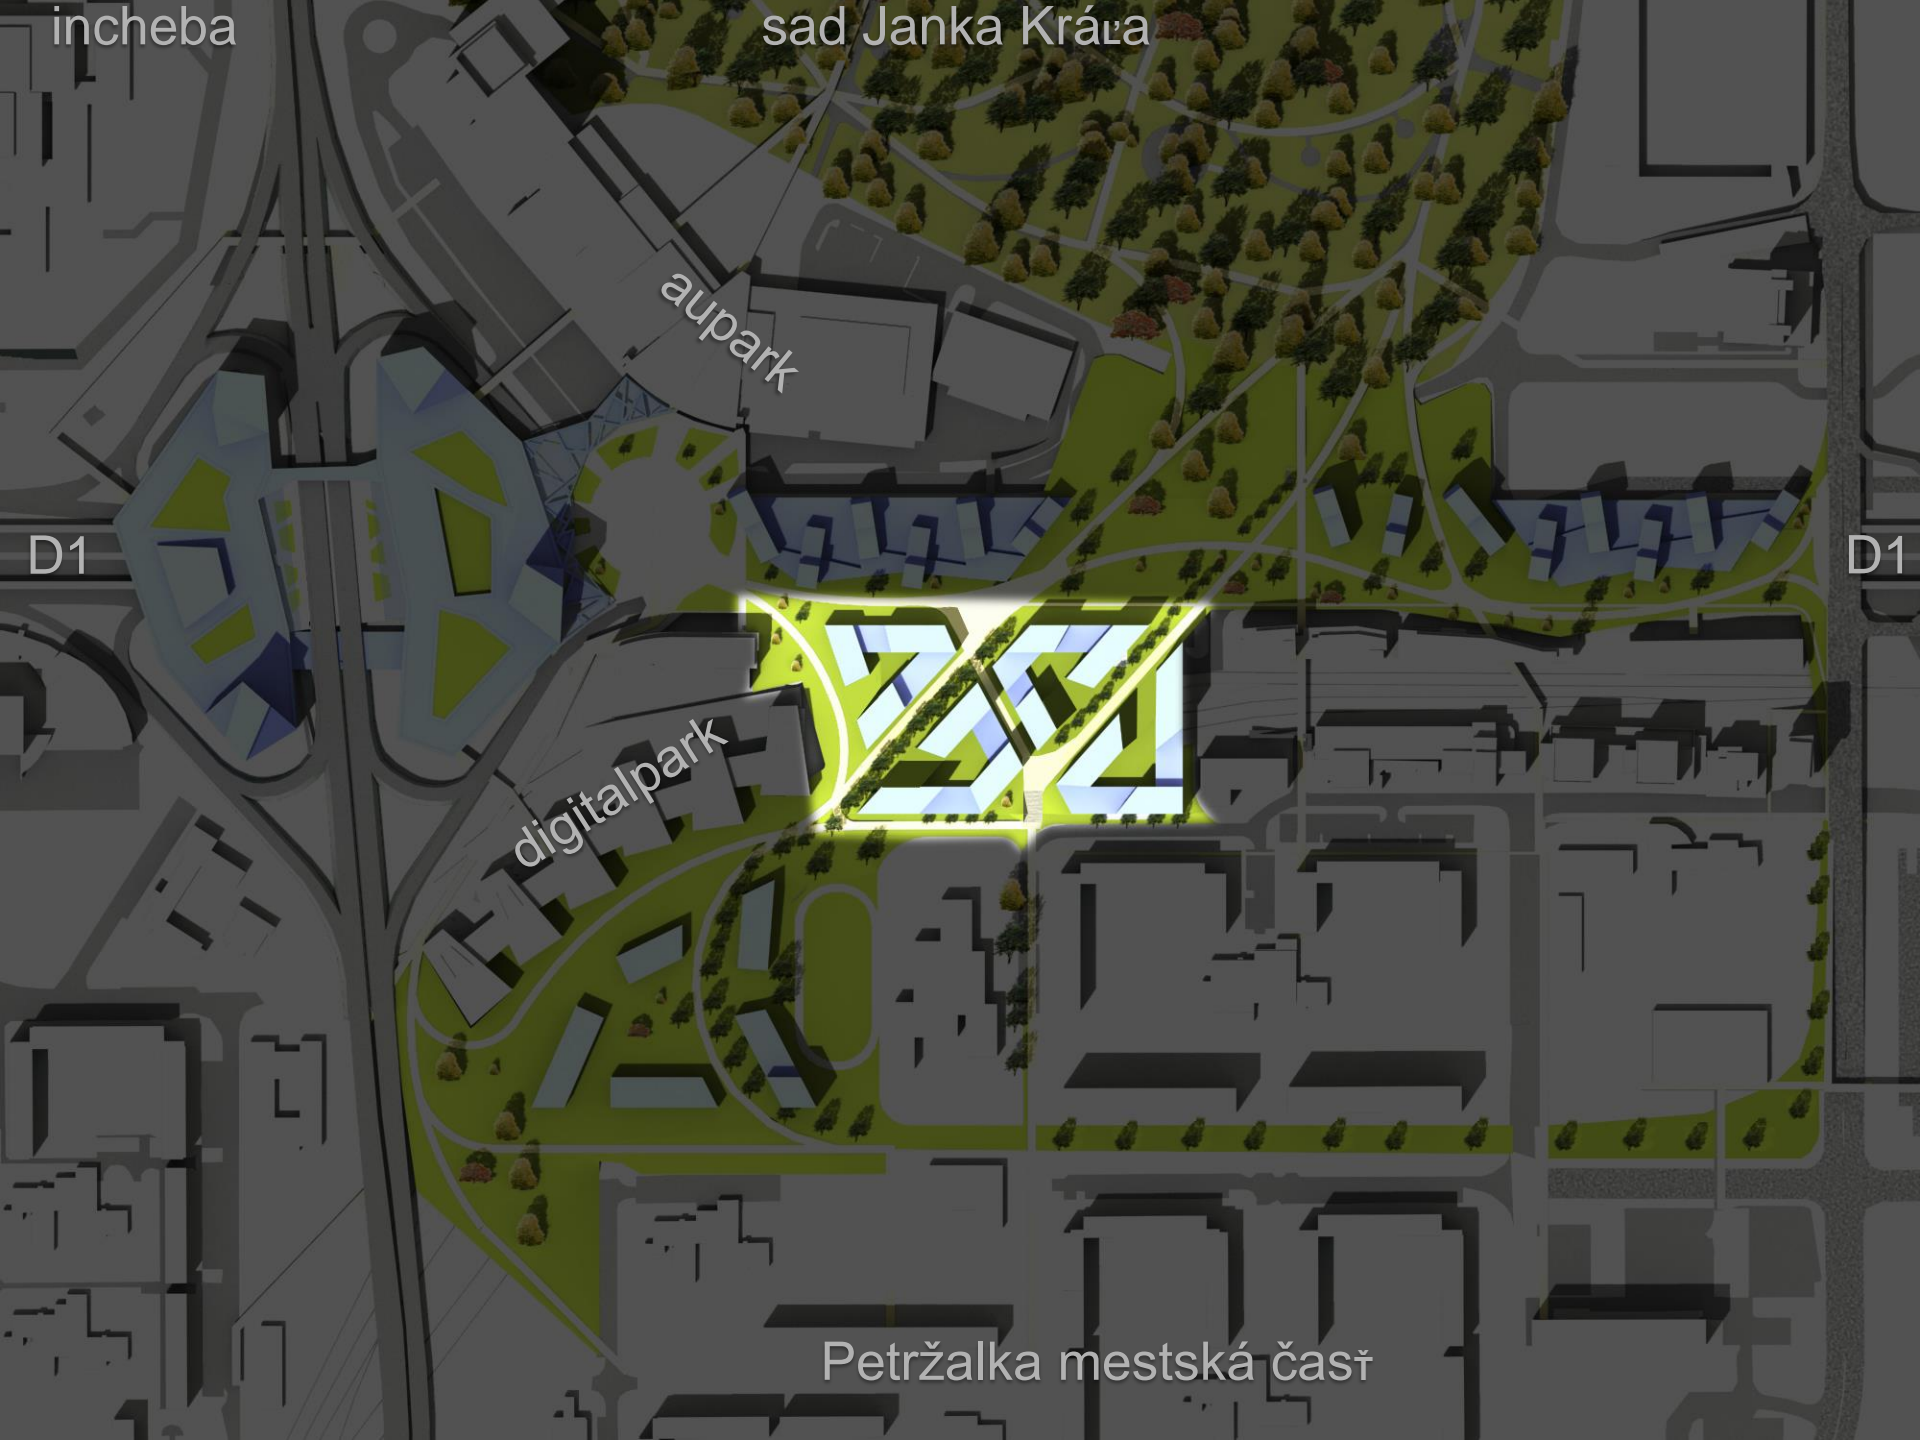 incheba
sad Janka Kráľa
aupark
D1
D1
digitalpark
Petržalka mestská časť